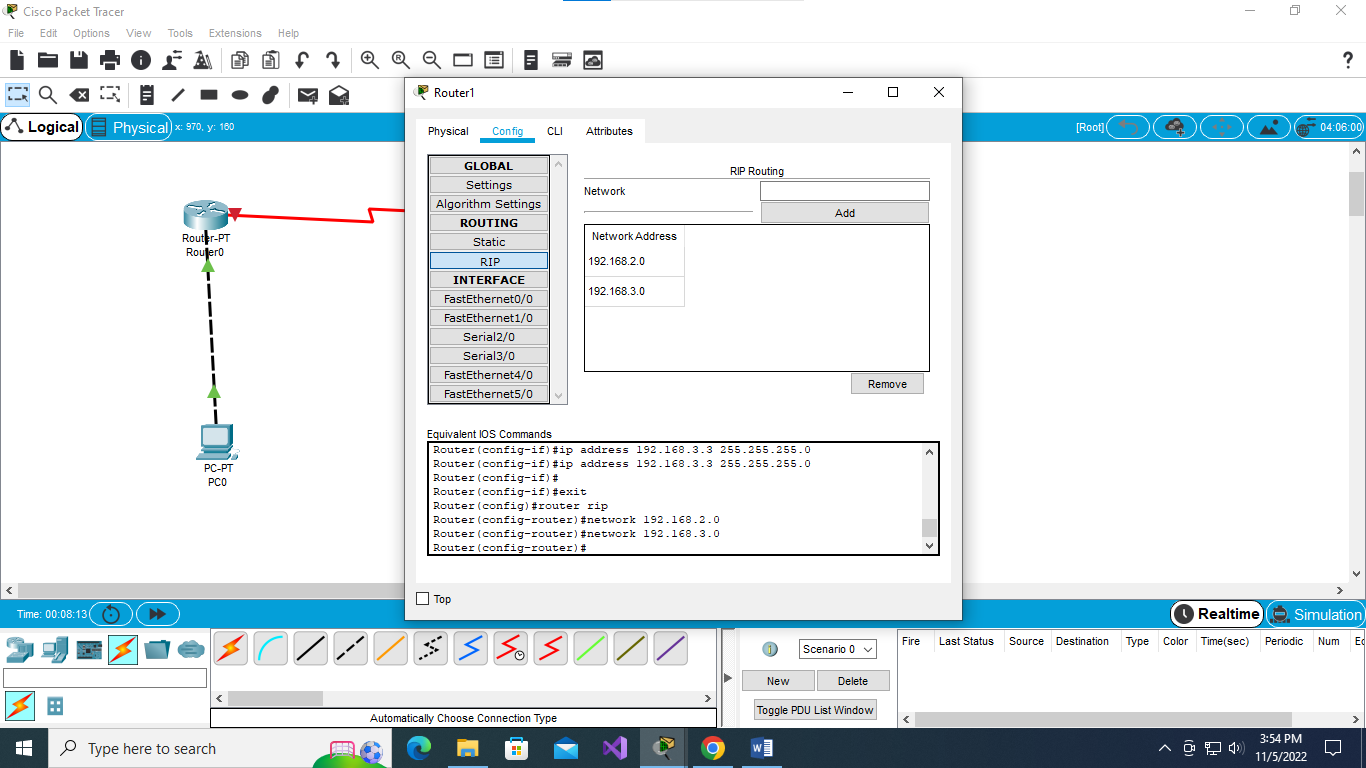 Cisco Packet Tracer
File Edit Options View Tools Extensions Help
Logical
Physical
x: 970, y: 160
[Root]
04:06:00
Router-PT
Router0
PC-PT
PC0
Router1
Physical Config CLI Attributes
GLOBAL
Settings
Algorithm Settings
ROUTING
Static
RIP
INTERFACE
FastEthernet0/0
FastEthernet1/0
Serial2/0
Serial3/0
FastEthernet4/0
FastEthernet5/0
RIP Routing
Network
Add
Network Address
192.168.2.0
192.168.3.0
Remove
Equivalent IOS Commands
Router(config-if)#ip address 192.168.3.3 255.255.255.0
Router(config-if)#ip address 192.168.3.3 255.255.255.0
Router(config-if)#
Router(config-if)#exit
Router(config)#router rip
Router(config-router)#network 192.168.2.0
Router(config-router)#network 192.168.3.0
Router(config-router)#
Top
Time: 00:08:13
Realtime
Simulation
Automatically Choose Connection Type
Scenario 0
New
Delete
Toggle PDU List Window
Fire Last Status Source Destination Type Color Time(sec) Periodic Num Ec
Type here to search
3:54 PM
11/5/2022